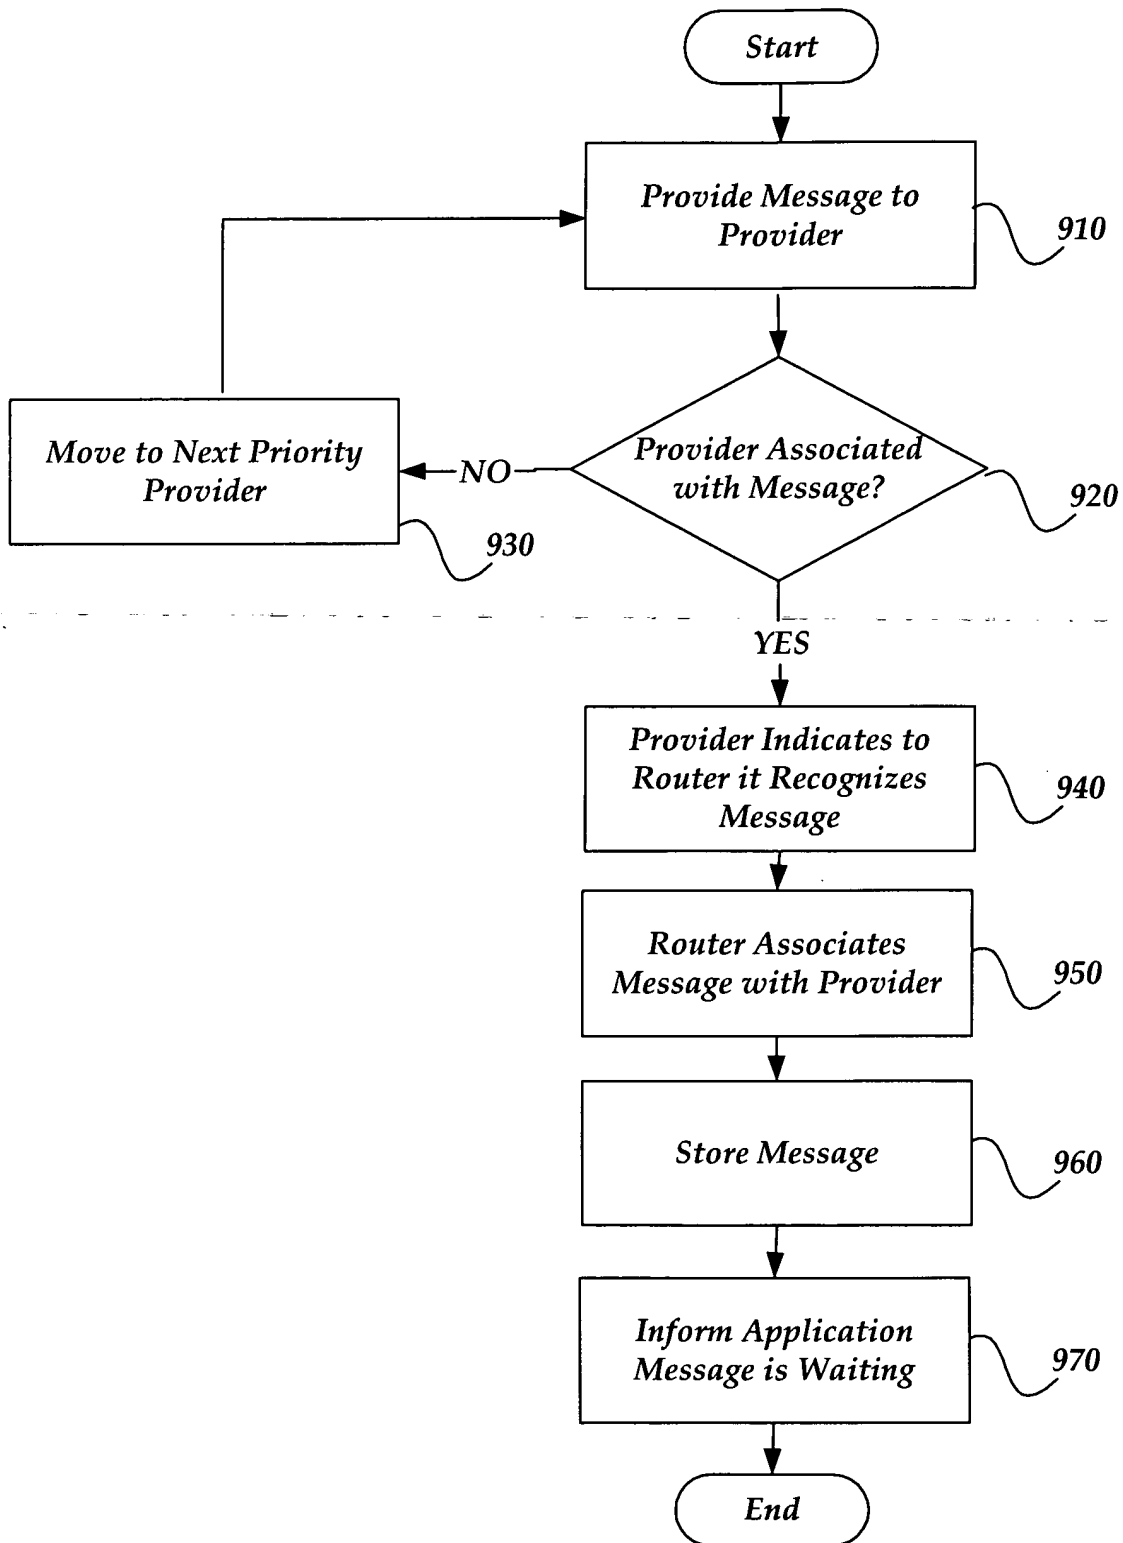 Start
Provide Message to
Provider
910
Provider Associated
with Message?
920
NO
Move to Next Priority
Provider
930
YES
Provider Indicates to
Router it Recognizes
Message
940
Router Associates
Message with Provider
950
Store Message
960
Inform Application
Message is Waiting
970
End